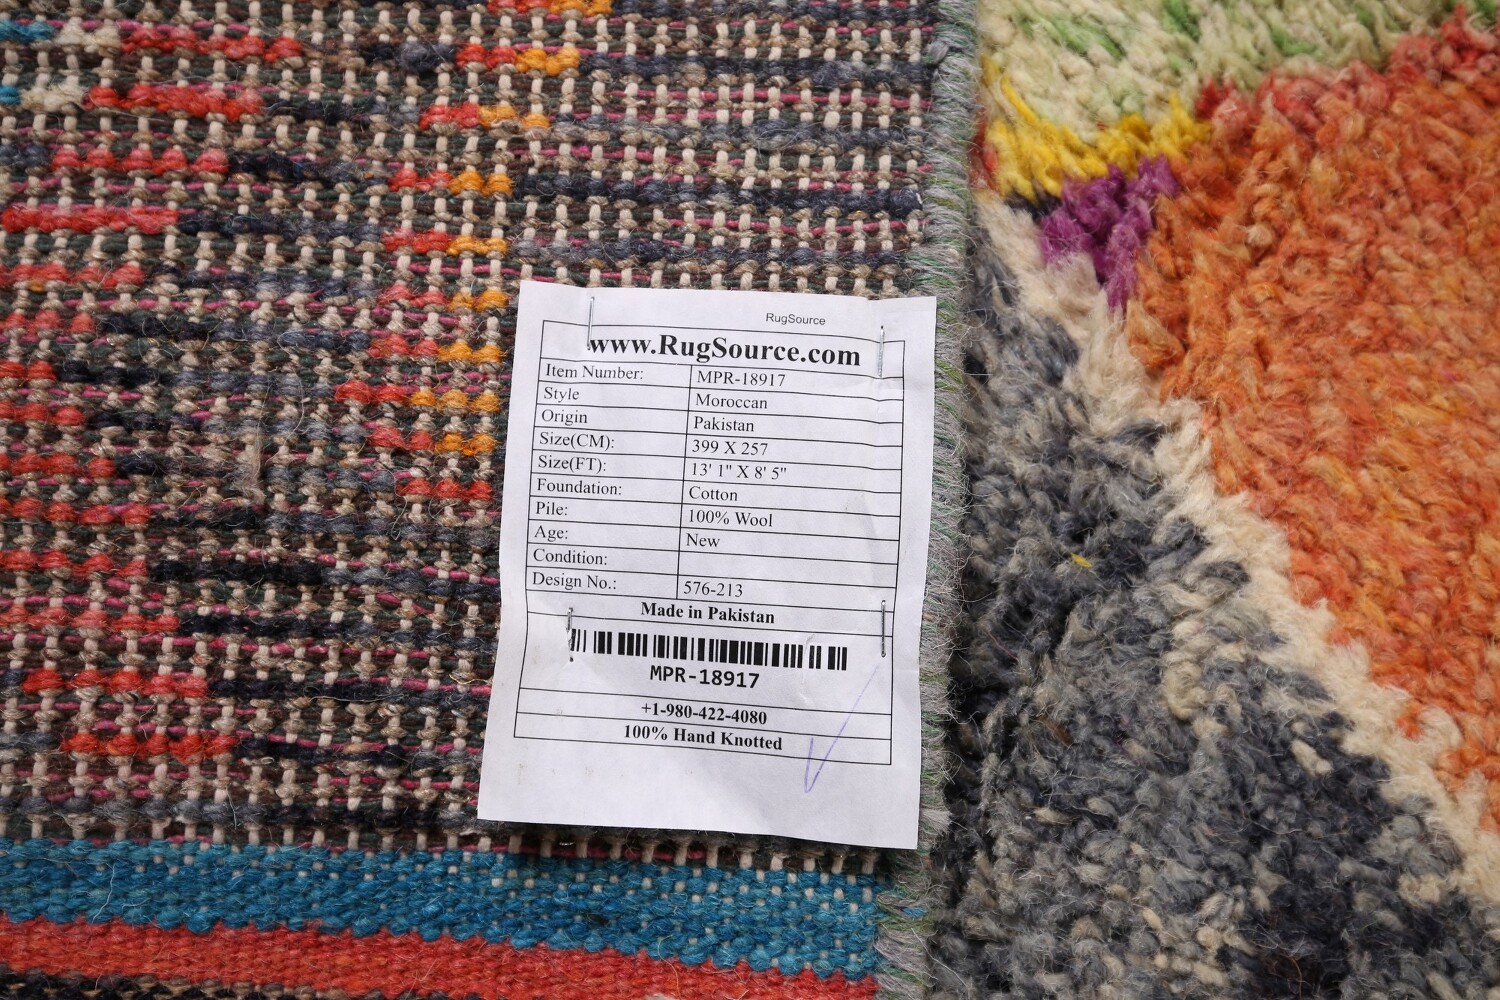 RugSource
www.RugSource.com
Item Number: MPR-18917
Style Moroccan
Origin Pakistan
Size(CM): 399 X 257
Size(FT): 13' 1" X 8' 5"
Foundation: Cotton
Pile: 100% Wool
Age: New
Condition:
Design No.: 576-213
Made in Pakistan
MPR-18917
+1-980-422-4080
100% Hand Knotted